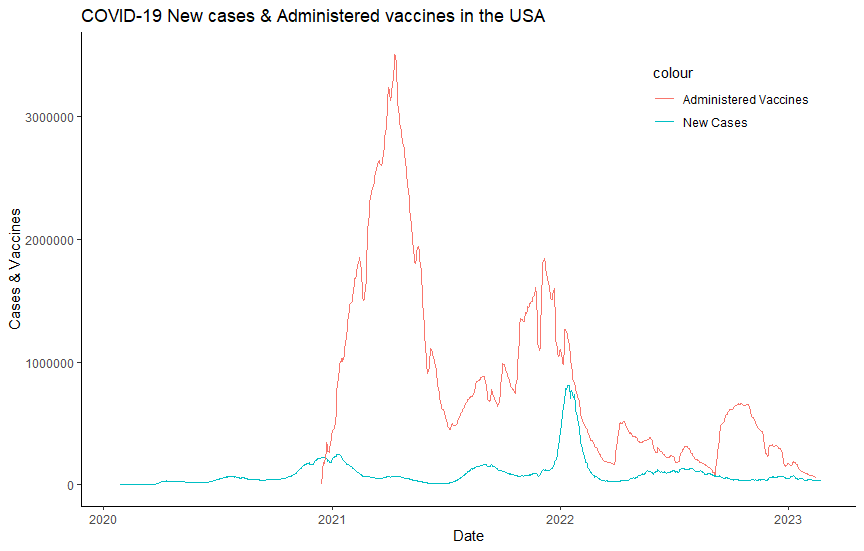 COVID-19 New cases & Administered vaccines in the USA
colour
Administered Vaccines
New Cases
3000000
2000000
1000000
0
Cases & Vaccines
2020
2021
2022
2023
Date